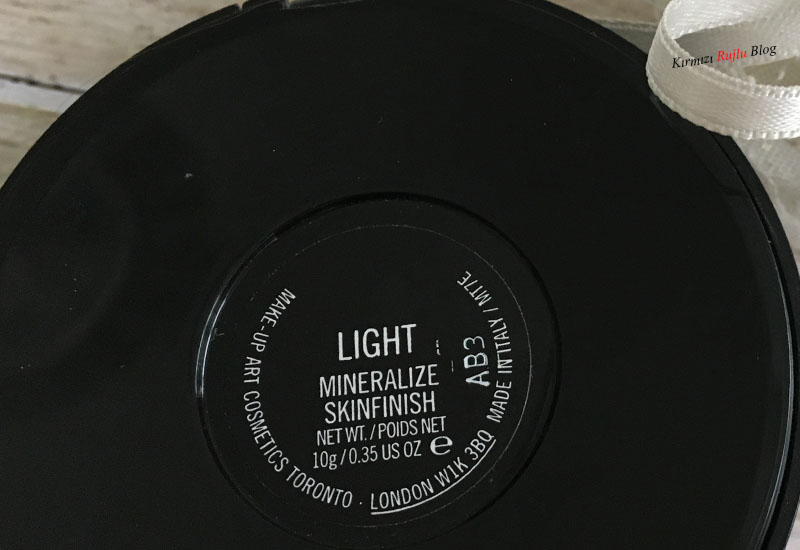 Kırmızı Rujlu Blog
LIGHT
MINERALIZE
SKINFINISH
NET WT. / POIDS NET
10g / 0.35 US OZ e
AB3
MAKE-UP ART COSMETICS TORONTO · LONDON W1K 3BQ MADE IN ITALY / M17E